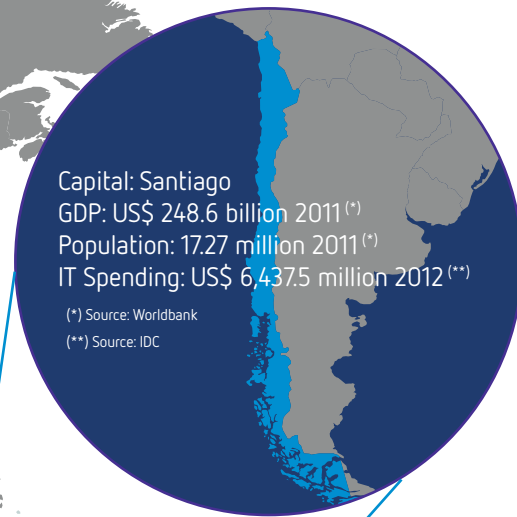 Capital: Santiago
GDP: US$ 248.6 billion 2011 (*)
Population: 17.27 million 2011 (*)
IT Spending: US$ 6,437.5 million 2012 (**)
(*) Source: Worldbank
(**) Source: IDC